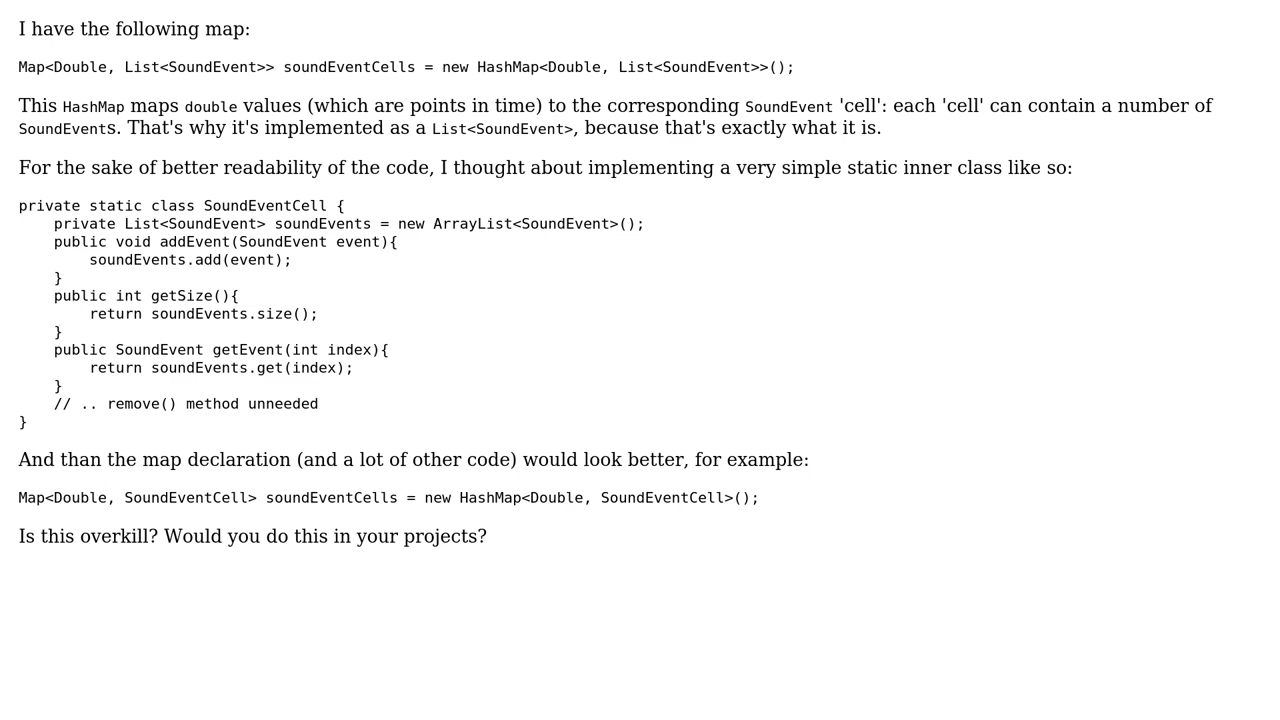 I have the following map:
Map<Double, List<SoundEvent>> soundEventCells = new HashMap<Double, List<SoundEvent>>();
This HashMap maps double values (which are points in time) to the corresponding SoundEvent 'cell': each 'cell' can contain a number of
SoundEvents. That's why it's implemented as a List<SoundEvent>, because that's exactly what it is.
For the sake of better readability of the code, I thought about implementing a very simple static inner class like so:
private static class SoundEventCell {
    private List<SoundEvent> soundEvents = new ArrayList<SoundEvent>();
    public void addEvent(SoundEvent event){
        soundEvents.add(event);
    }
    public int getSize(){
        return soundEvents.size();
    }
    public SoundEvent getEvent(int index){
        return soundEvents.get(index);
    }
    // .. remove() method unneeded
}
And than the map declaration (and a lot of other code) would look better, for example:
Map<Double, SoundEventCell> soundEventCells = new HashMap<Double, SoundEventCell>();
Is this overkill? Would you do this in your projects?